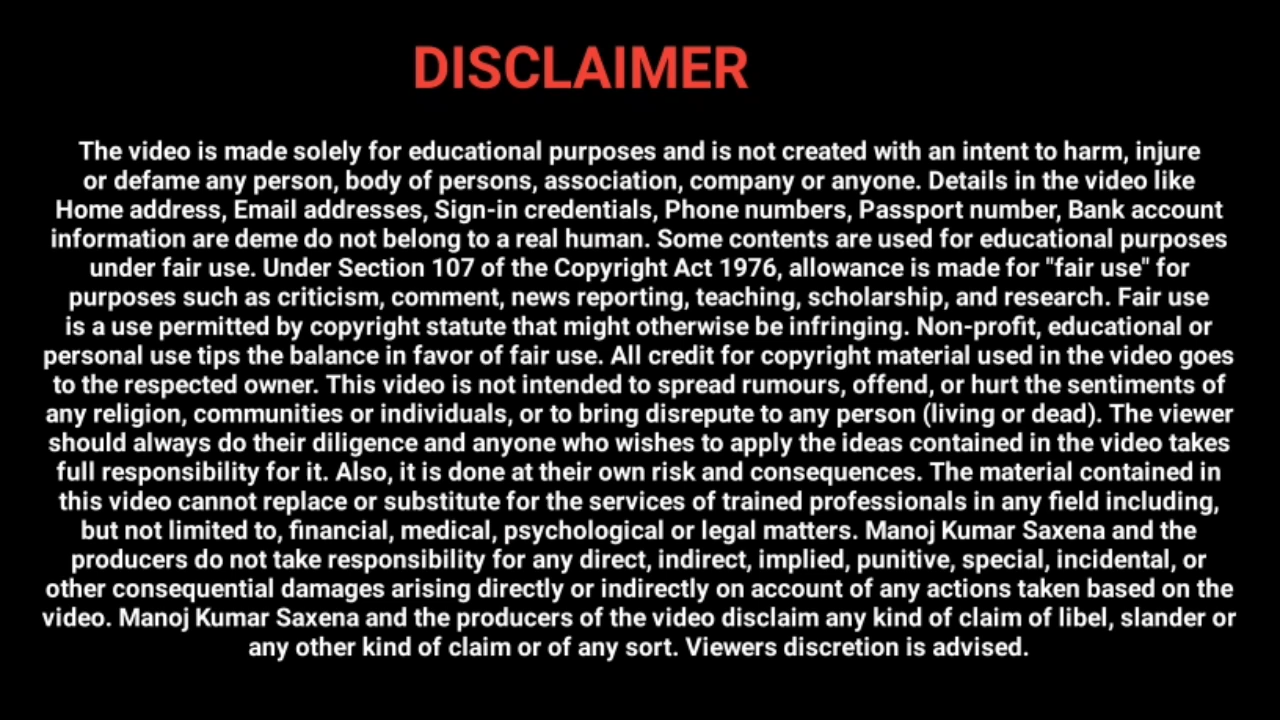 DISCLAIMER
The video is made solely for educational purposes and is not created with an intent to harm, injure
or defame any person, body of persons, association, company or anyone. Details in the video like
Home address, Email addresses, Sign-in credentials, Phone numbers, Passport number, Bank account
information are deme do not belong to a real human. Some contents are used for educational purposes
under fair use. Under Section 107 of the Copyright Act 1976, allowance is made for "fair use" for
purposes such as criticism, comment, news reporting, teaching, scholarship, and research. Fair use
is a use permitted by copyright statute that might otherwise be infringing. Non-profit, educational or
personal use tips the balance in favor of fair use. All credit for copyright material used in the video goes
to the respected owner. This video is not intended to spread rumours, offend, or hurt the sentiments of
any religion, communities or individuals, or to bring disrepute to any person (living or dead). The viewer
should always do their diligence and anyone who wishes to apply the ideas contained in the video takes
full responsibility for it. Also, it is done at their own risk and consequences. The material contained in
this video cannot replace or substitute for the services of trained professionals in any field including,
but not limited to, financial, medical, psychological or legal matters. Manoj Kumar Saxena and the
producers do not take responsibility for any direct, indirect, implied, punitive, special, incidental, or
other consequential damages arising directly or indirectly on account of any actions taken based on the
video. Manoj Kumar Saxena and the producers of the video disclaim any kind of claim of libel, slander or
any other kind of claim or of any sort. Viewers discretion is advised.